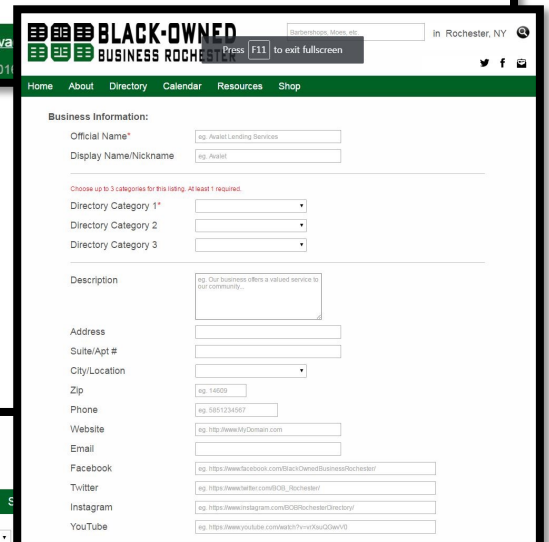 BLACK-OWNED
Barbershops, Moes, etc
in Rochester, NY
BUSINESS ROCHESTER
Press F11 to exit fullscreen
Home About Directory Calendar Resources Shop
Business Information:
Official Name*
eg. Avalet Lending Services
Display Name/Nickname
eg. Avalet
Choose up to 3 categories for this listing. At least 1 required.
Directory Category 1*
Directory Category 2
Directory Category 3
Description
eg. Our business offers a valued service to
our community...
Address
Suite/Apt #
City/Location
Zip
eg. 14609
Phone
eg. 5851234567
Website
eg. http://www.MyDomain.com
Email
Facebook
eg. https://www.facebook.com/BlackOwnedBusinessRochester/
Twitter
eg. https://www.twitter.com/BOB_Rochester/
Instagram
eg. https://www.instagram.com/BOBRochesterDirectory/
YouTube